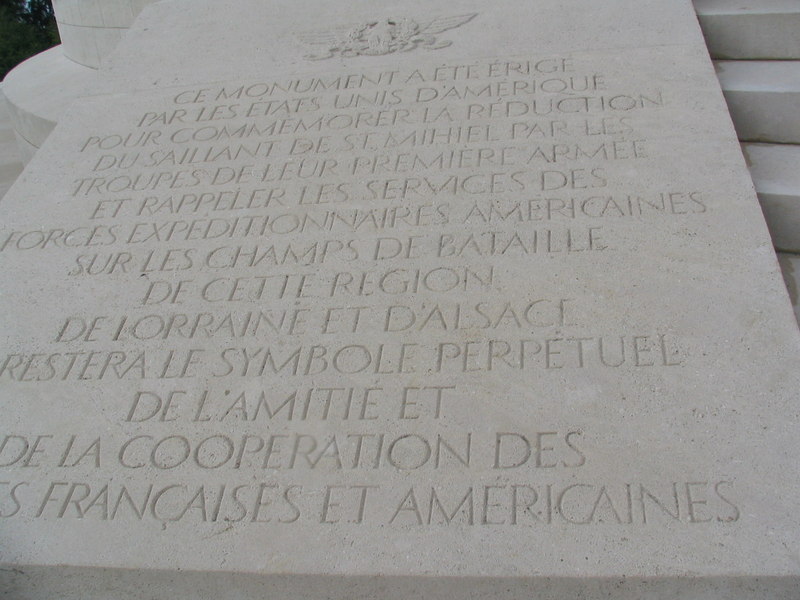 CE MONUMENT A ÉTÉ ÉRIGÉ
PAR LES ÉTATS UNIS D'AMÉRIQUE
POUR COMMÉMORER LA RÉDUCTION
DU SAILLANT DE ST. MIHIEL PAR LES
TROUPES DE LEUR PREMIÈRE ARMÉE
ET RAPPELER LES SERVICES DES
FORCES EXPÉDITIONNAIRES AMÉRICAINES
SUR LES CHAMPS DE BATAILLE
DE CETTE RÉGION
DE LORRAINE ET D'ALSACE
RESTERA LE SYMBOLE PERPÉTUEL
DE L'AMITIÉ ET
DE LA COOPÉRATION DES
S FRANÇAISES ET AMÉRICAINES